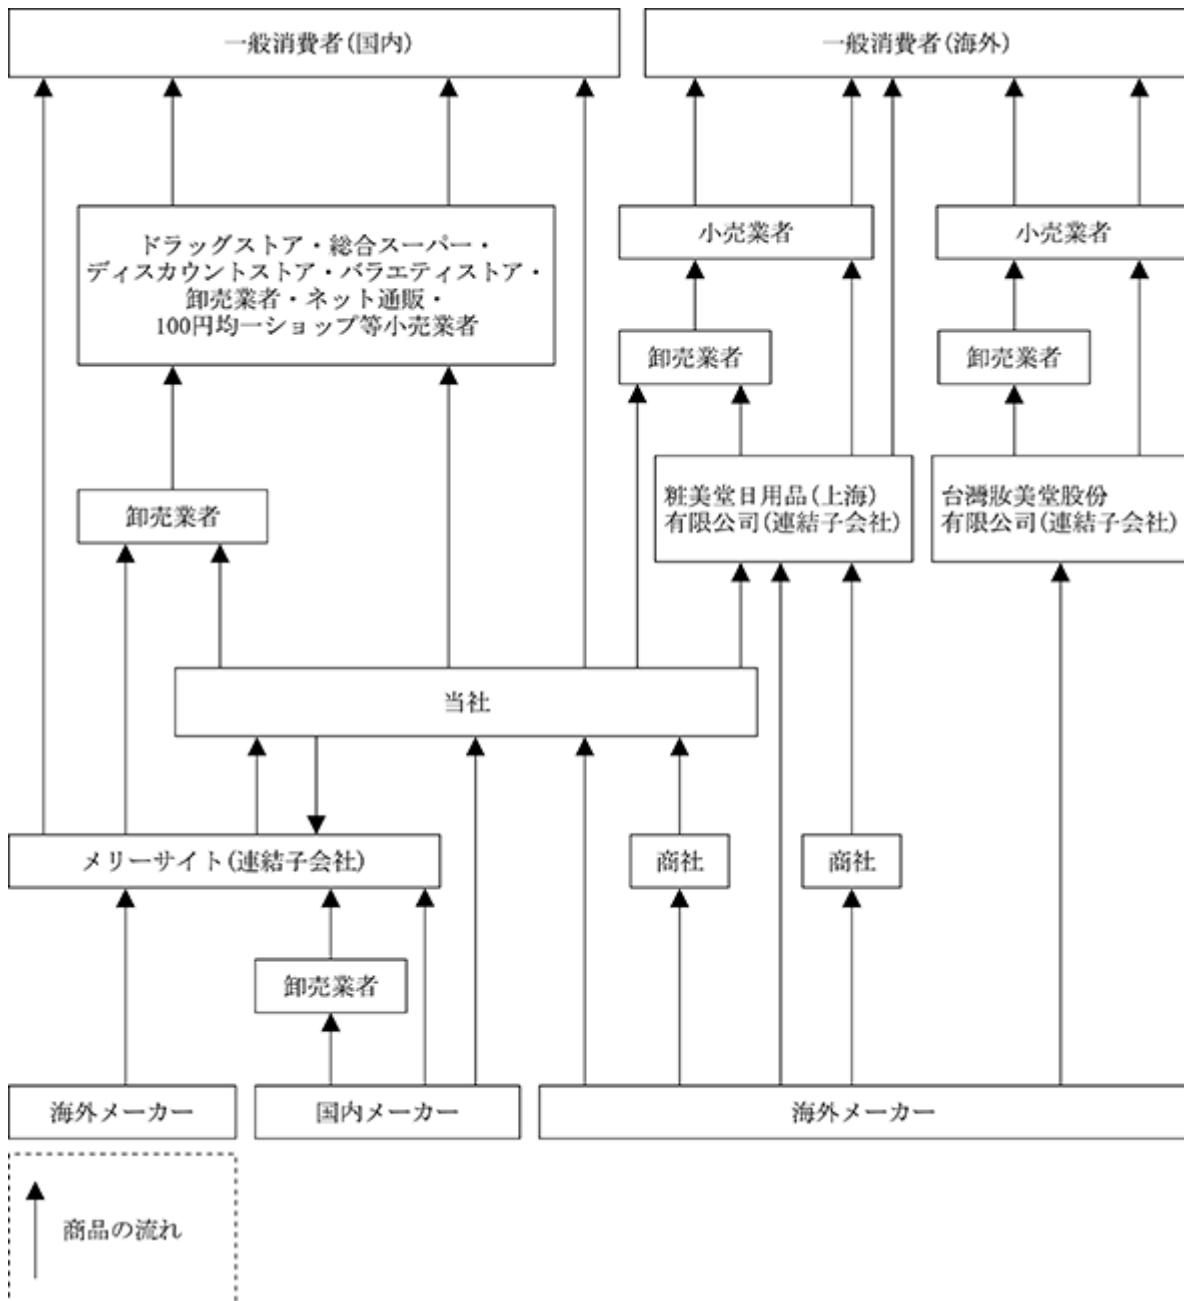 一般消費者(国内)
一般消費者(海外)
ドラッグストア・総合スーパー・
ディスカウントストア・バラエティストア・
卸売業者・ネット通販・
100円均一ショップ等小売業者
小売業者
小売業者
卸売業者
卸売業者
粧美堂日用品(上海)
有限公司(連結子会社)
台灣妝美堂股份
有限公司(連結子会社)
卸売業者
当社
メリーサイト(連結子会社)
商社
商社
卸売業者
海外メーカー
国内メーカー
海外メーカー
商品の流れ